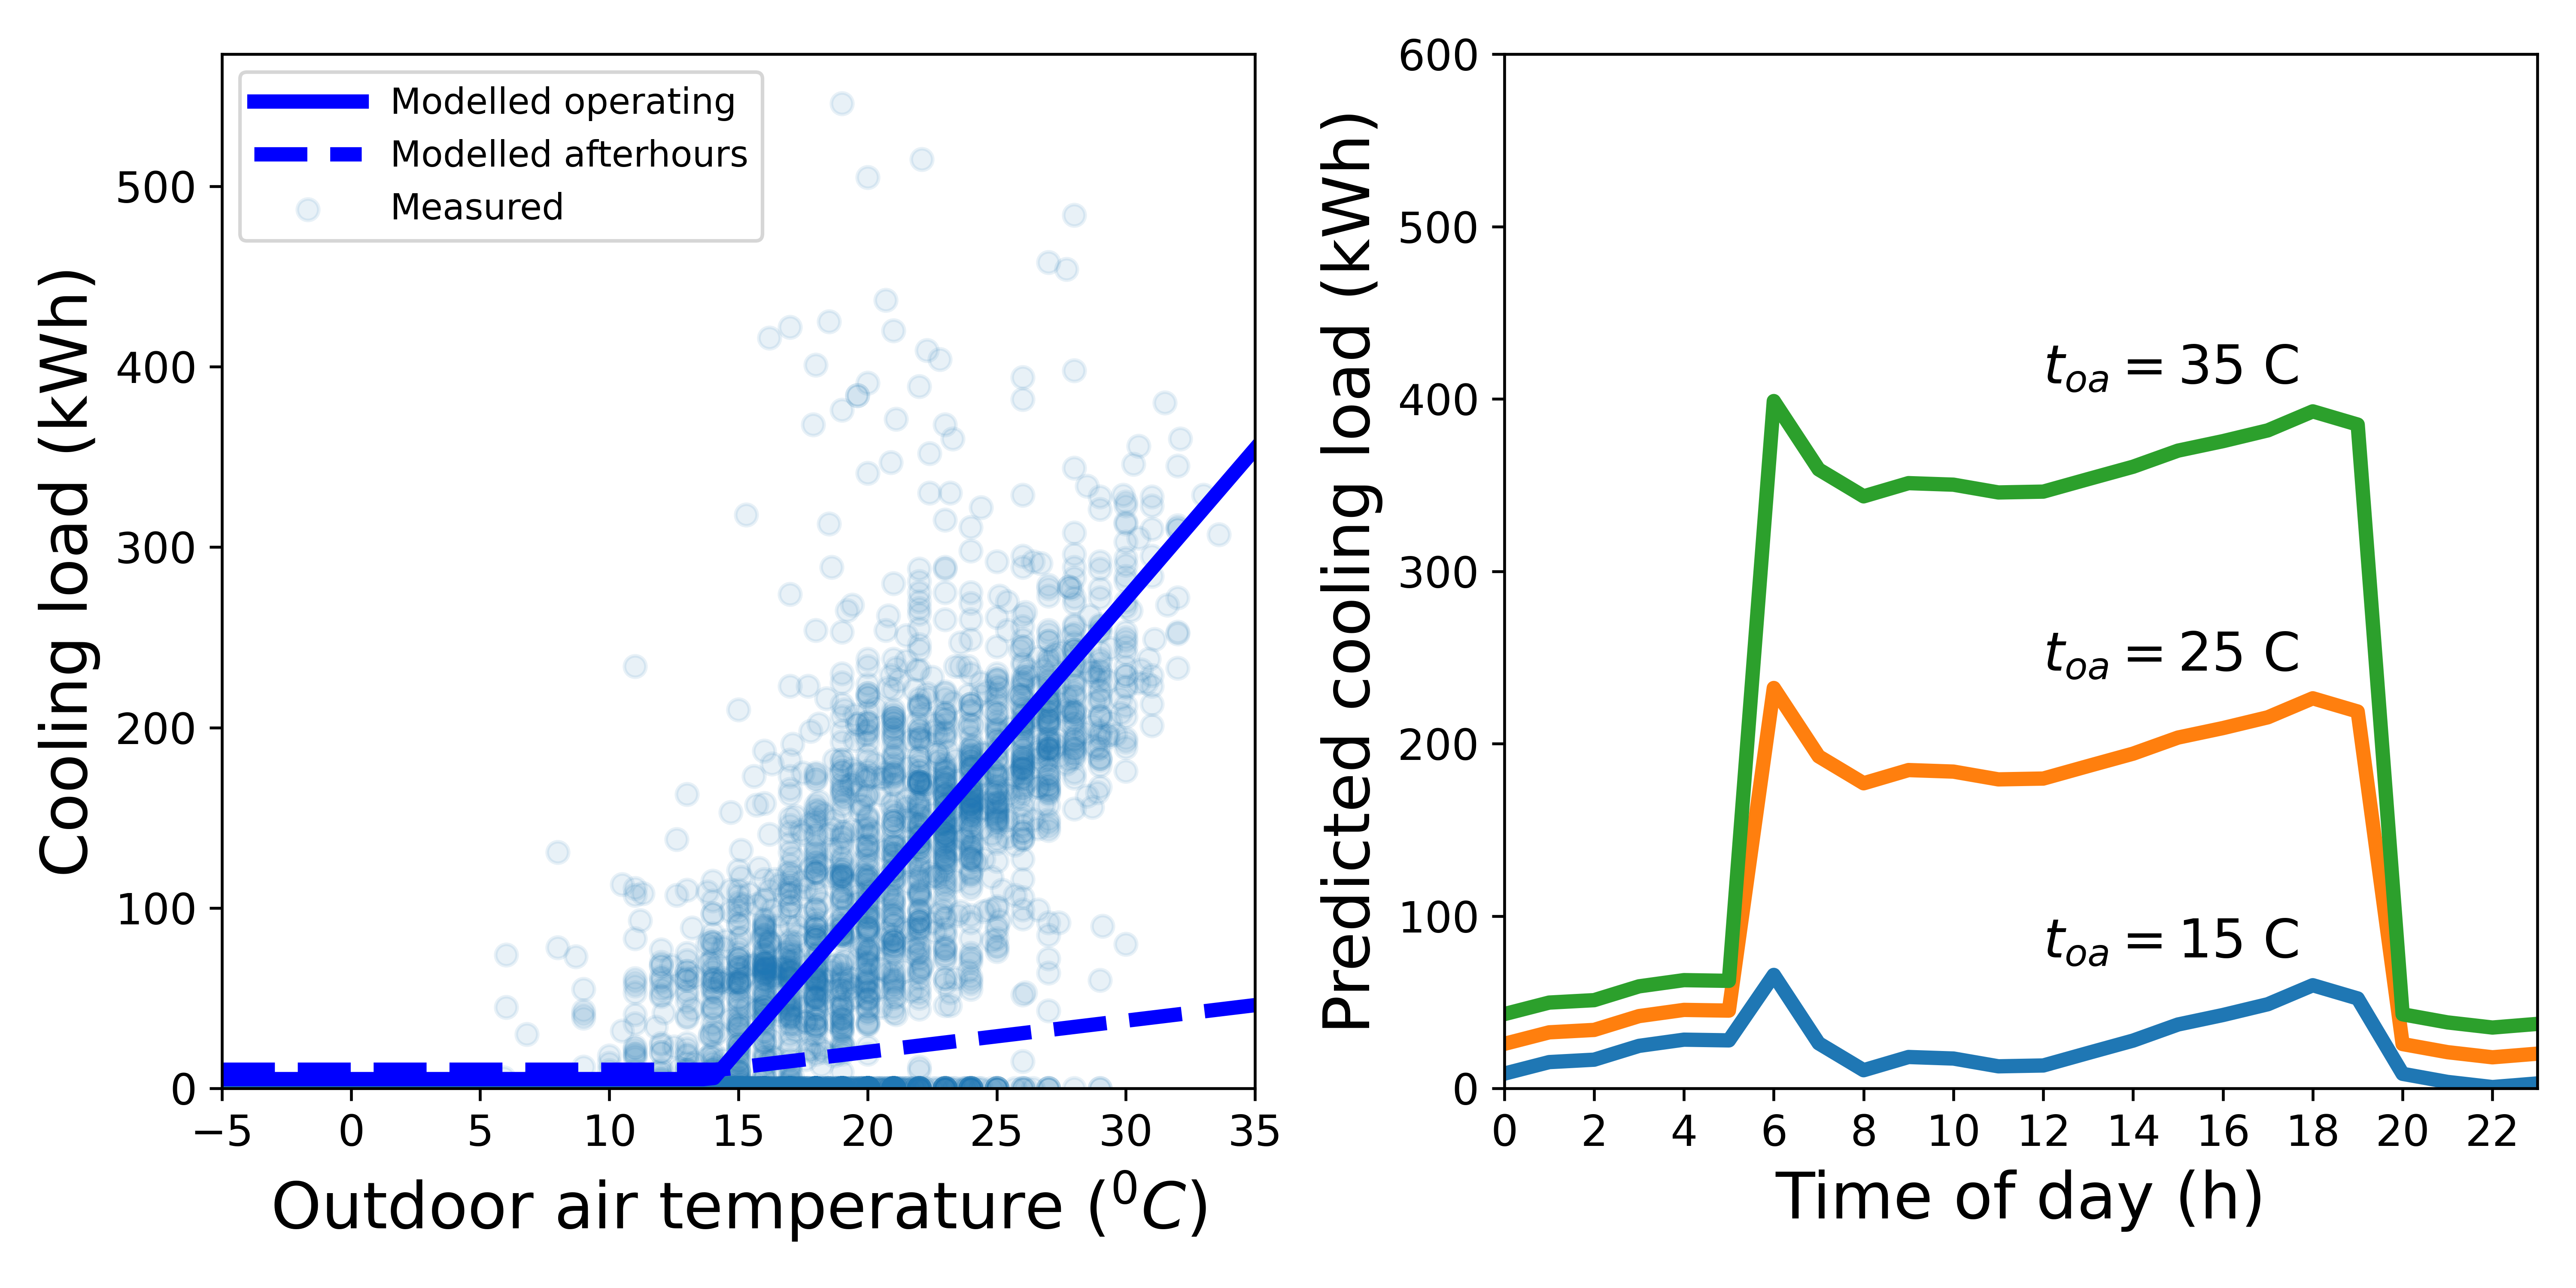 Modelled operating
Modelled afterhours
Measured
Cooling load (kWh)
500
400
300
200
100
0
−5 0 5 10 15 20 25 30 35
Outdoor air temperature (⁰C)
Predicted cooling load (kWh)
600
500
400
300
200
100
0
t_oa = 35 C
t_oa = 25 C
t_oa = 15 C
0 2 4 6 8 10 12 14 16 18 20 22
Time of day (h)